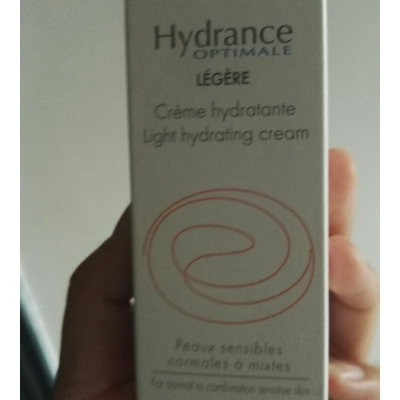 Hydrance
OPTIMALE
LÉGÈRE
Crème hydratante
Light hydrating cream
Peaux sensibles
normales à mixtes
For normal to combination sensitive skin